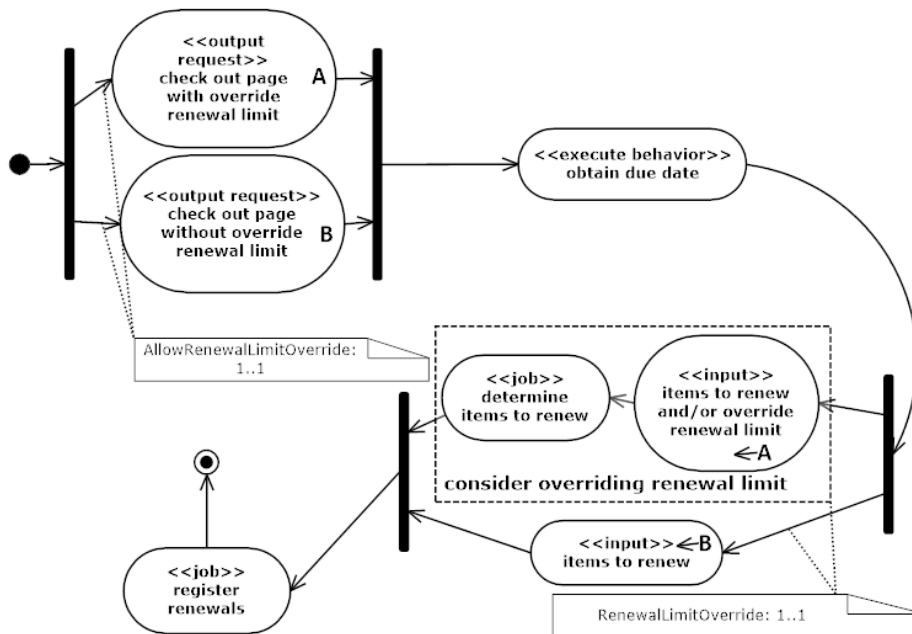 <<output
request>>
check out page
with override
renewal limit
A
<<output request>>
check out page
without override
renewal limit
B
<<execute behavior>>
obtain due date
AllowRenewalLimitOverride:
1..1
<<job>>
determine
items to renew
<<input>>
items to renew
and/or override
renewal limit
A
consider overriding renewal limit
<<input>>
B
items to renew
<<job>>
register
renewals
RenewalLimitOverride: 1..1